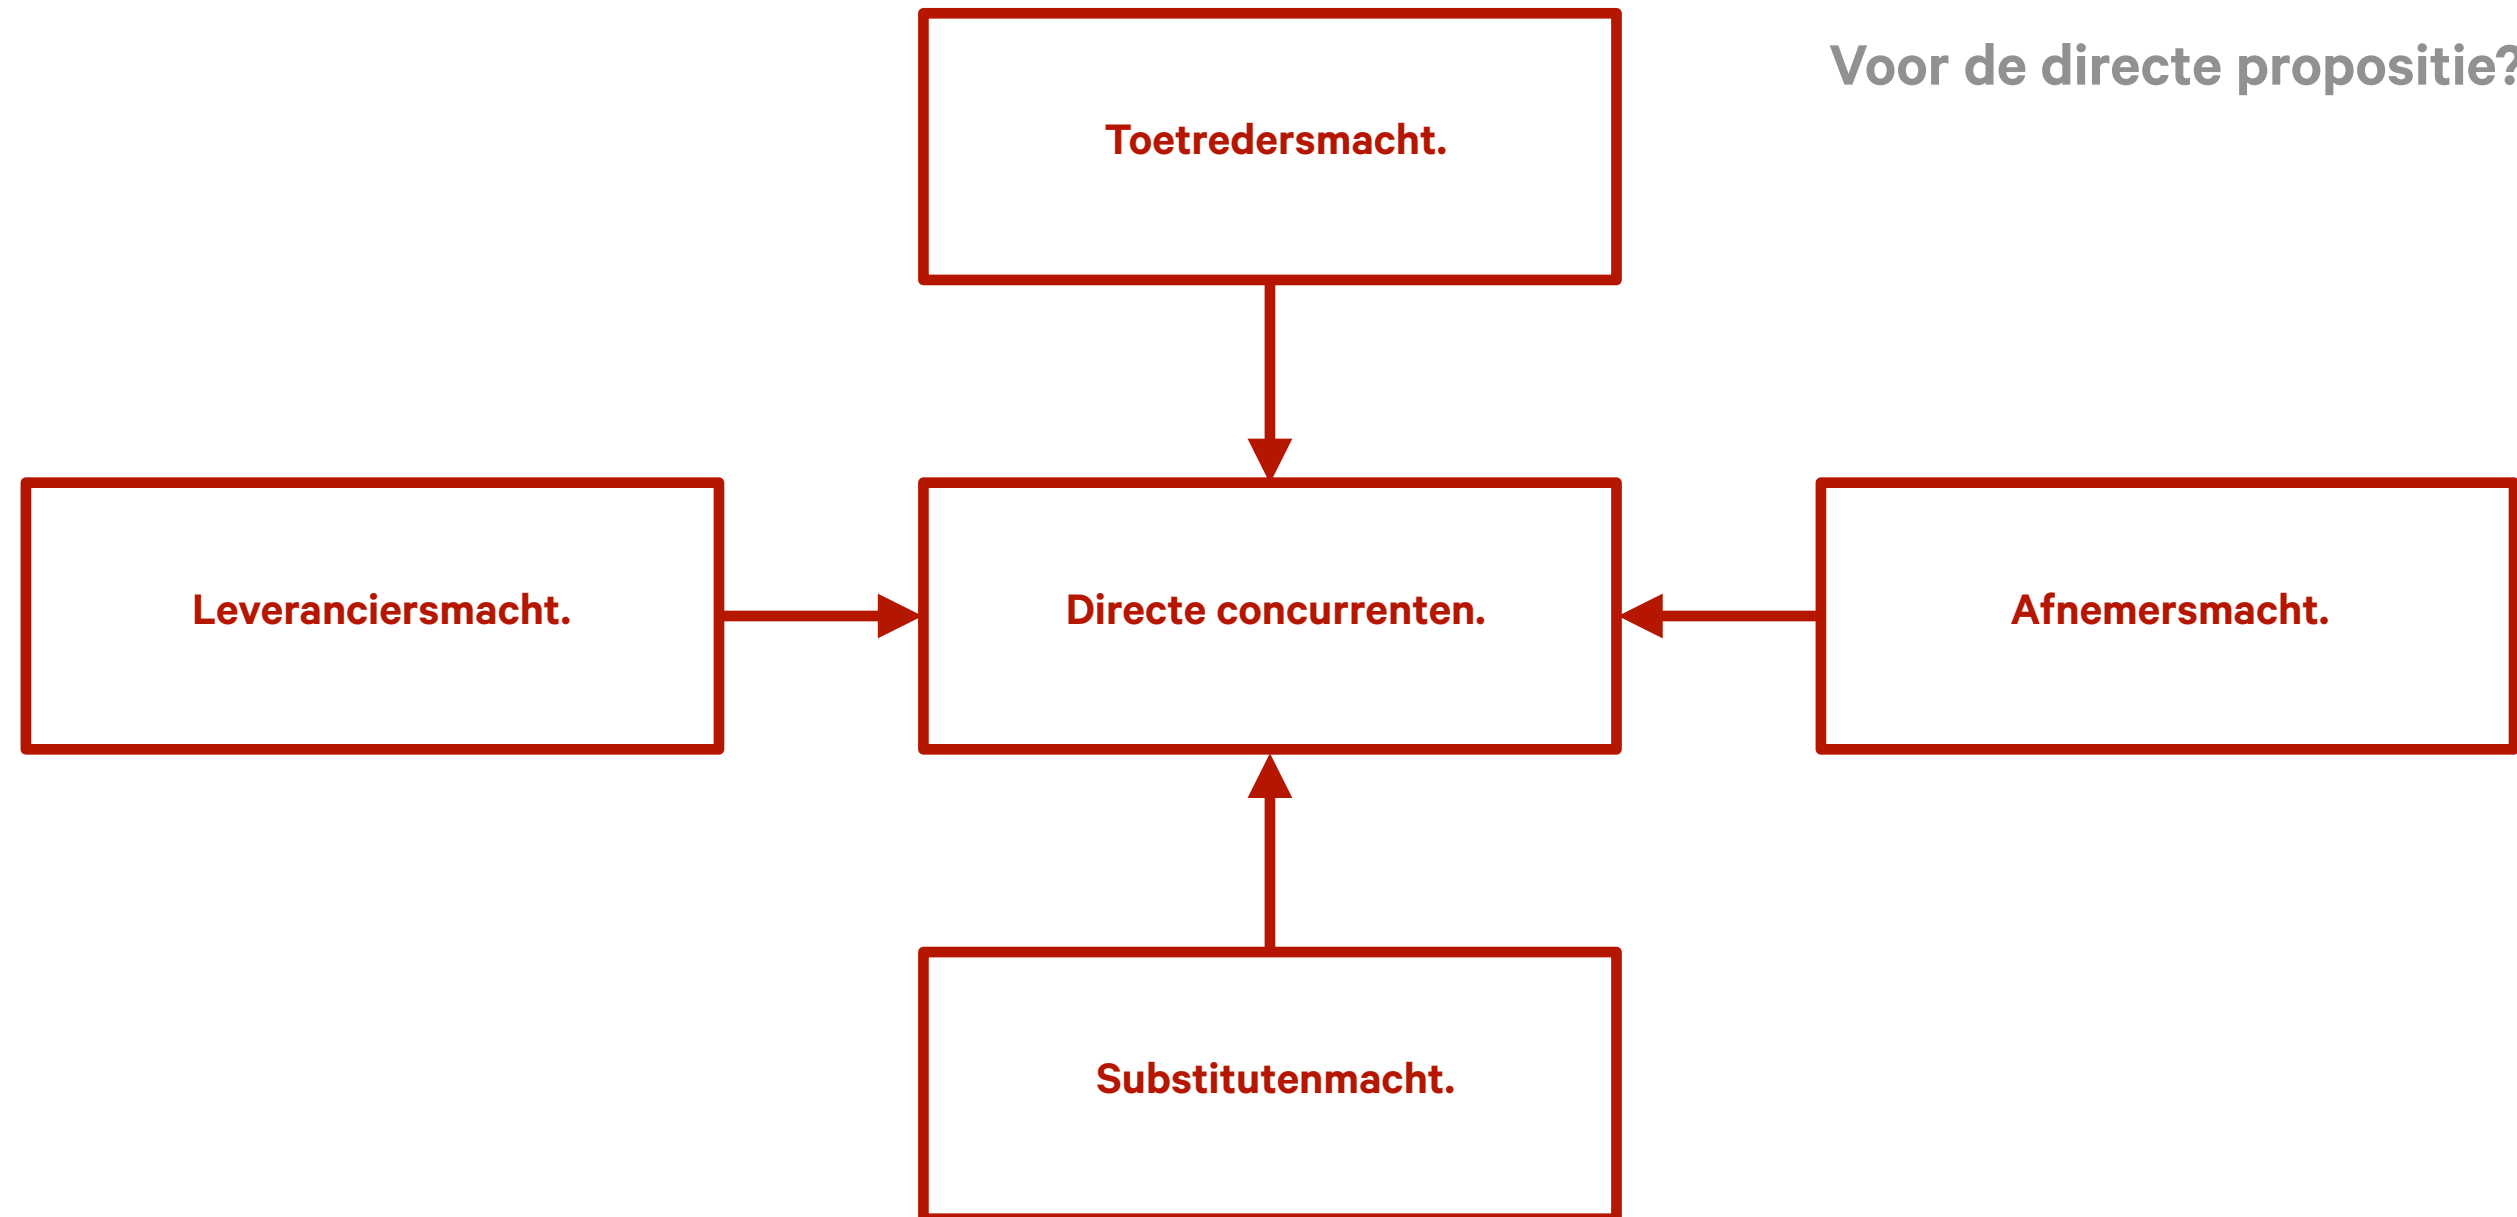 Voor de directe propositie?
Toetredersmacht.
Leveranciersmacht.
Directe concurrenten.
Afnemersmacht.
Substitutenmacht.